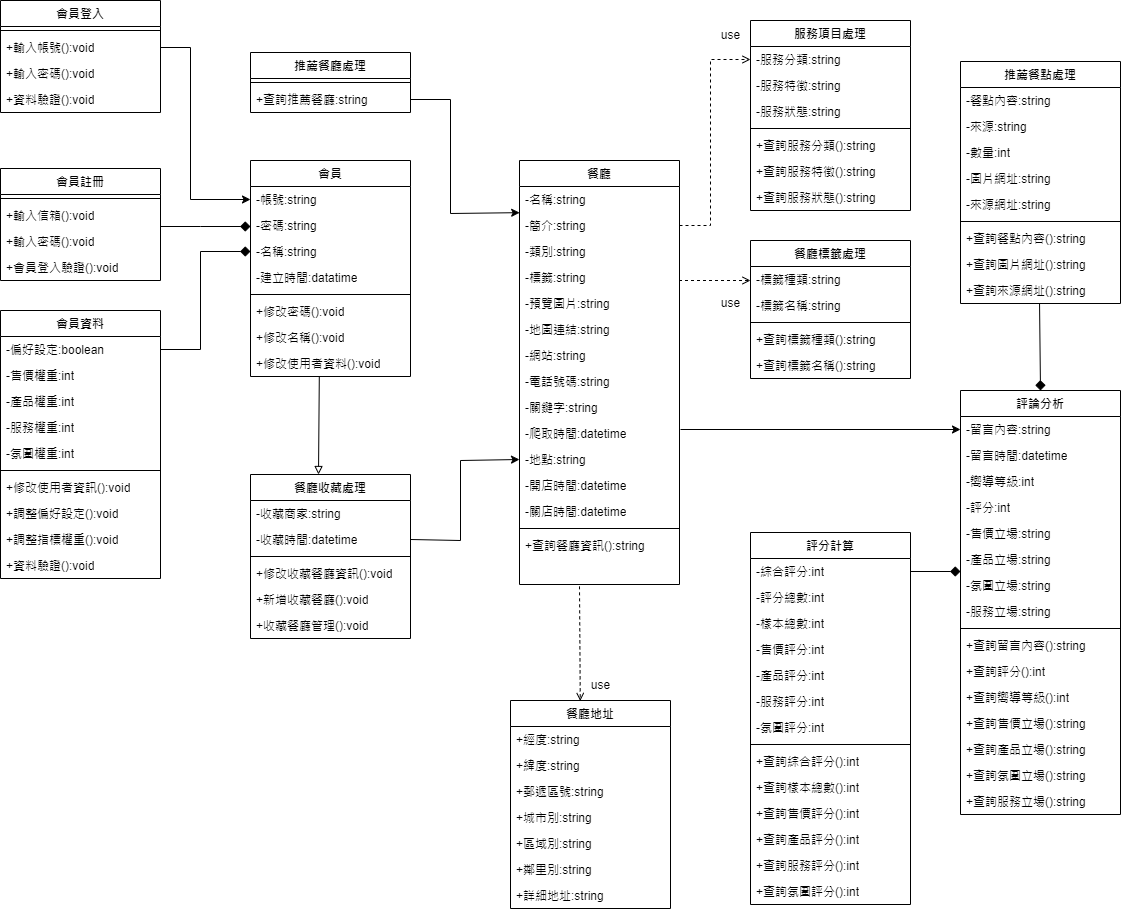 會員登入
+輸入帳號():void
+輸入密碼():void
+資料驗證():void
會員註冊
+輸入信箱():void
+輸入密碼():void
+會員登入驗證():void
會員資料
-偏好設定:boolean
-售價權重:int
-產品權重:int
-服務權重:int
-氛圍權重:int
+修改使用者資訊():void
+調整偏好設定():void
+調整指標權重():void
+資料驗證():void
推薦餐廳處理
+查詢推薦餐廳:string
會員
-帳號:string
-密碼:string
-名稱:string
-建立時間:datatime
+修改密碼():void
+修改名稱():void
+修改使用者資料():void
餐廳收藏處理
-收藏商家:string
-收藏時間:datetime
+修改收藏餐廳資訊():void
+新增收藏餐廳():void
+收藏餐廳管理():void
餐廳
-名稱:string
-簡介:string
-類別:string
-標籤:string
-預覽圖片:string
-地圖連結:string
-網站:string
-電話號碼:string
-關鍵字:string
-爬取時間:datetime
-地點:string
-開店時間:datetime
-關店時間:datetime
+查詢餐廳資訊():string
use
餐廳地址
+經度:string
+緯度:string
+郵遞區號:string
+城市別:string
+區域別:string
+鄰里別:string
+詳細地址:string
use
服務項目處理
-服務分類:string
-服務特徵:string
-服務狀態:string
+查詢服務分類():string
+查詢服務特徵():string
+查詢服務狀態():string
use
餐廳標籤處理
-標籤種類:string
-標籤名稱:string
+查詢標籤種類():string
+查詢標籤名稱():string
評分計算
-綜合評分:int
-評分總數:int
-樣本總數:int
-售價評分:int
-產品評分:int
-服務評分:int
-氛圍評分:int
+查詢綜合評分():int
+查詢樣本總數():int
+查詢售價評分():int
+查詢產品評分():int
+查詢服務評分():int
+查詢氛圍評分():int
推薦餐點處理
-餐點內容:string
-來源:string
-數量:int
-圖片網址:string
-來源網址:string
+查詢餐點內容():string
+查詢圖片網址():string
+查詢來源網址():string
評論分析
-留言內容:string
-留言時間:datetime
-嚮導等級:int
-評分:int
-售價立場:string
-產品立場:string
-氛圍立場:string
-服務立場:string
+查詢留言內容():string
+查詢評分():int
+查詢嚮導等級():int
+查詢售價立場():string
+查詢產品立場():string
+查詢氛圍立場():string
+查詢服務立場():string